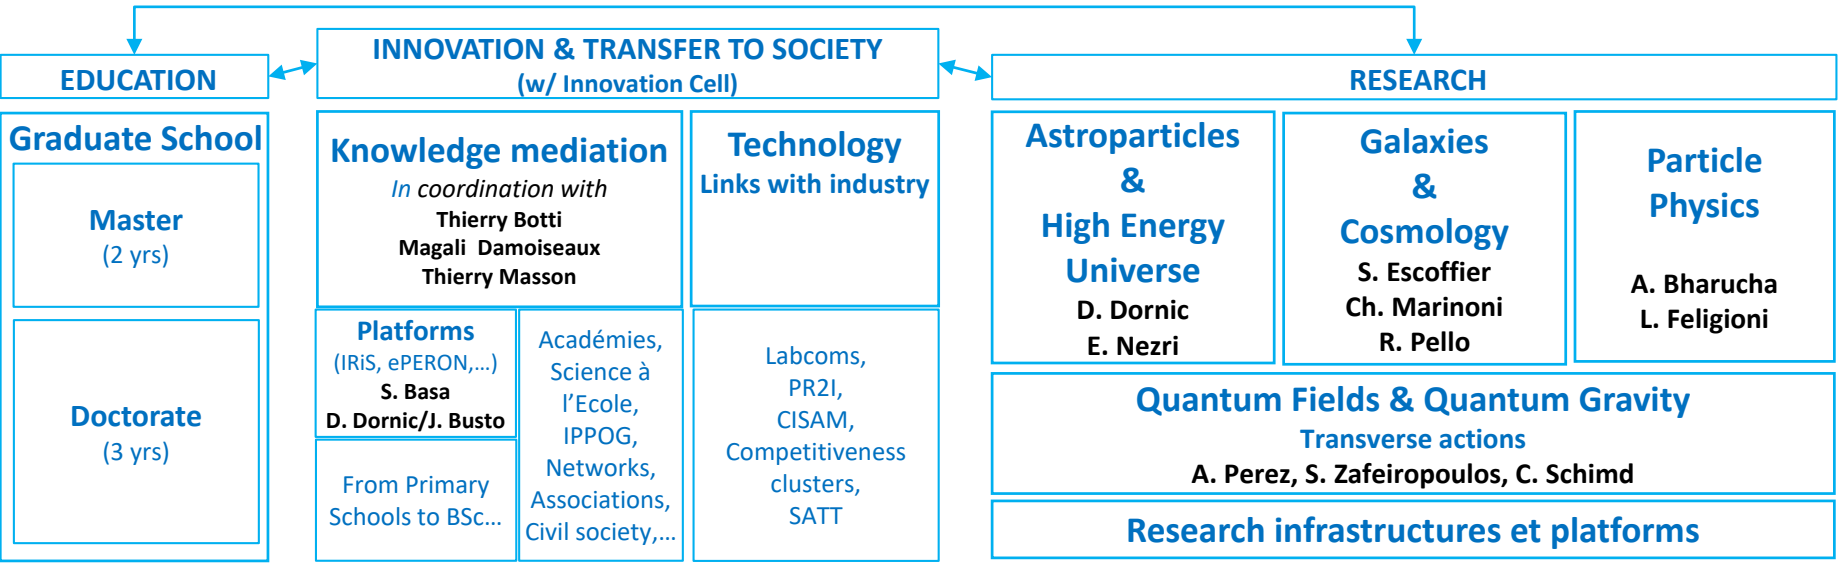 EDUCATION
Graduate School
Master
(2 yrs)
Doctorate
(3 yrs)
INNOVATION & TRANSFER TO SOCIETY
(w/ Innovation Cell)
Knowledge mediation
In coordination with
Thierry Botti
Magali Damoiseaux
Thierry Masson
Platforms
(IRiS, ePERON,...)
S. Basa
D. Dornic/J. Busto
From Primary
Schools to BSc...
Académies,
Science à
l'Ecole,
IPPOG,
Networks,
Associations,
Civil society,...
Technology
Links with industry
Labcoms,
PR2I,
CISAM,
Competitiveness
clusters,
SATT
RESEARCH
Astroparticles
&
High Energy
Universe
D. Dornic
E. Nezri
Galaxies
&
Cosmology
S. Escoffier
Ch. Marinoni
R. Pello
Particle
Physics
A. Bharucha
L. Feligioni
Quantum Fields & Quantum Gravity
Transverse actions
A. Perez, S. Zafeiropoulos, C. Schimd
Research infrastructures et platforms